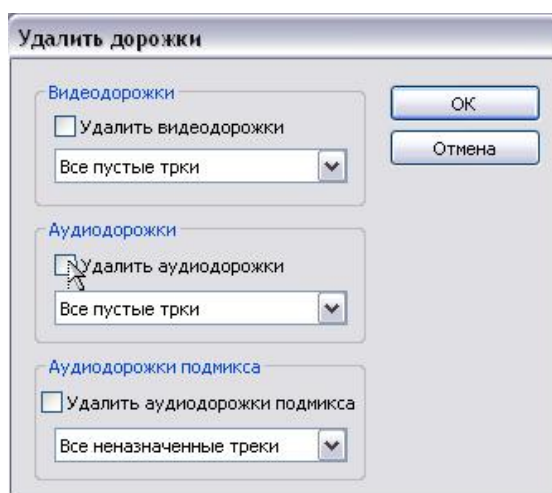 Удалить дорожки
Видеодорожки
Удалить видеодорожки
Все пустые трки
ОК
Отмена
Аудиодорожки
Удалить аудиодорожки
Все пустые трки
Аудиодорожки подмикса
Удалить аудиодорожки подмикса
Все неназначенные треки